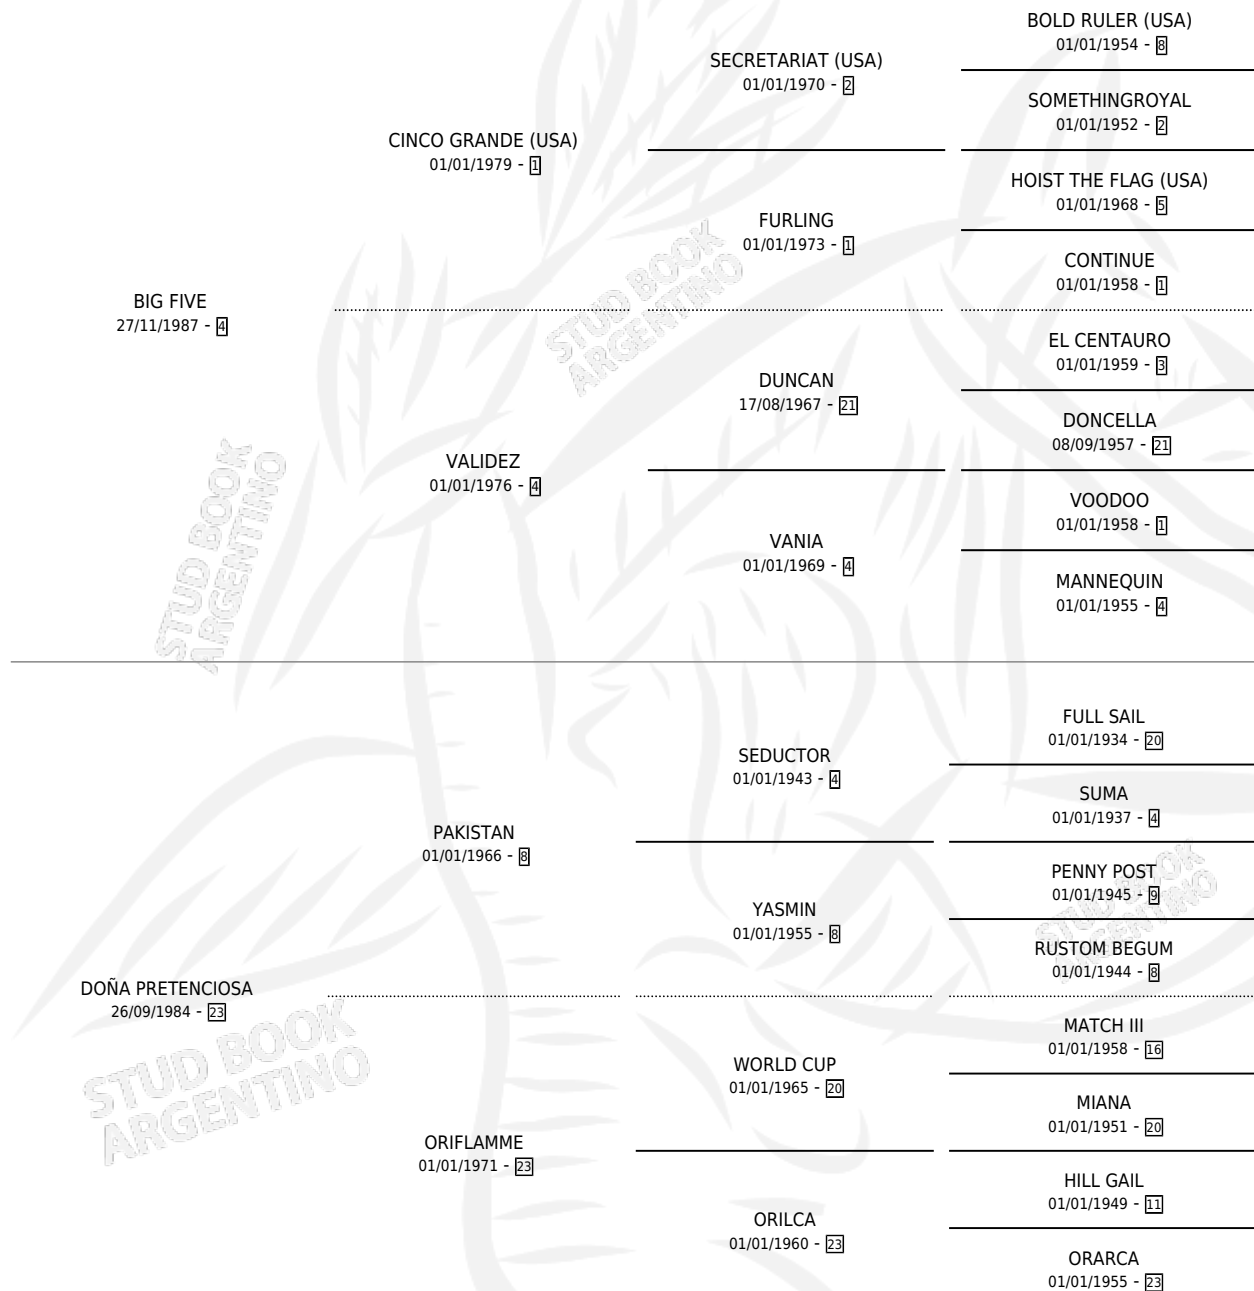 BOLD RULER (USA)
01/01/1954 - 8
SECRETARIAT (USA)
01/01/1970 - 2
SOMETHINGROYAL
01/01/1952 - 2
CINCO GRANDE (USA)
01/01/1979 - 1
HOIST THE FLAG (USA)
01/01/1968 - 5
FURLING
01/01/1973 - 1
CONTINUE
01/01/1958 - 1
BIG FIVE
27/11/1987 - 4
EL CENTAURO
01/01/1959 - 3
DUNCAN
17/08/1967 - 21
DONCELLA
08/09/1957 - 21
VALIDEZ
01/01/1976 - 4
VOODOO
01/01/1958 - 1
VANIA
01/01/1969 - 4
MANNEQUIN
01/01/1955 - 4
FULL SAIL
01/01/1934 - 20
SEDUCTOR
01/01/1943 - 4
SUMA
01/01/1937 - 4
PAKISTAN
01/01/1966 - 8
PENNY POST
01/01/1945 - 9
YASMIN
01/01/1955 - 8
RUSTOM BEGUM
01/01/1944 - 8
DOÑA PRETENCIOSA
26/09/1984 - 23
MATCH III
01/01/1958 - 16
WORLD CUP
01/01/1965 - 20
MIANA
01/01/1951 - 20
ORIFLAMME
01/01/1971 - 23
HILL GAIL
01/01/1949 - 11
ORILCA
01/01/1960 - 23
ORARCA
01/01/1955 - 23
STUD BOOK
ARGENTINO
STUD BOOK
ARGENTINO
STUD BOOK
ARGENTINO
STUD BOOK
ARGENTINO